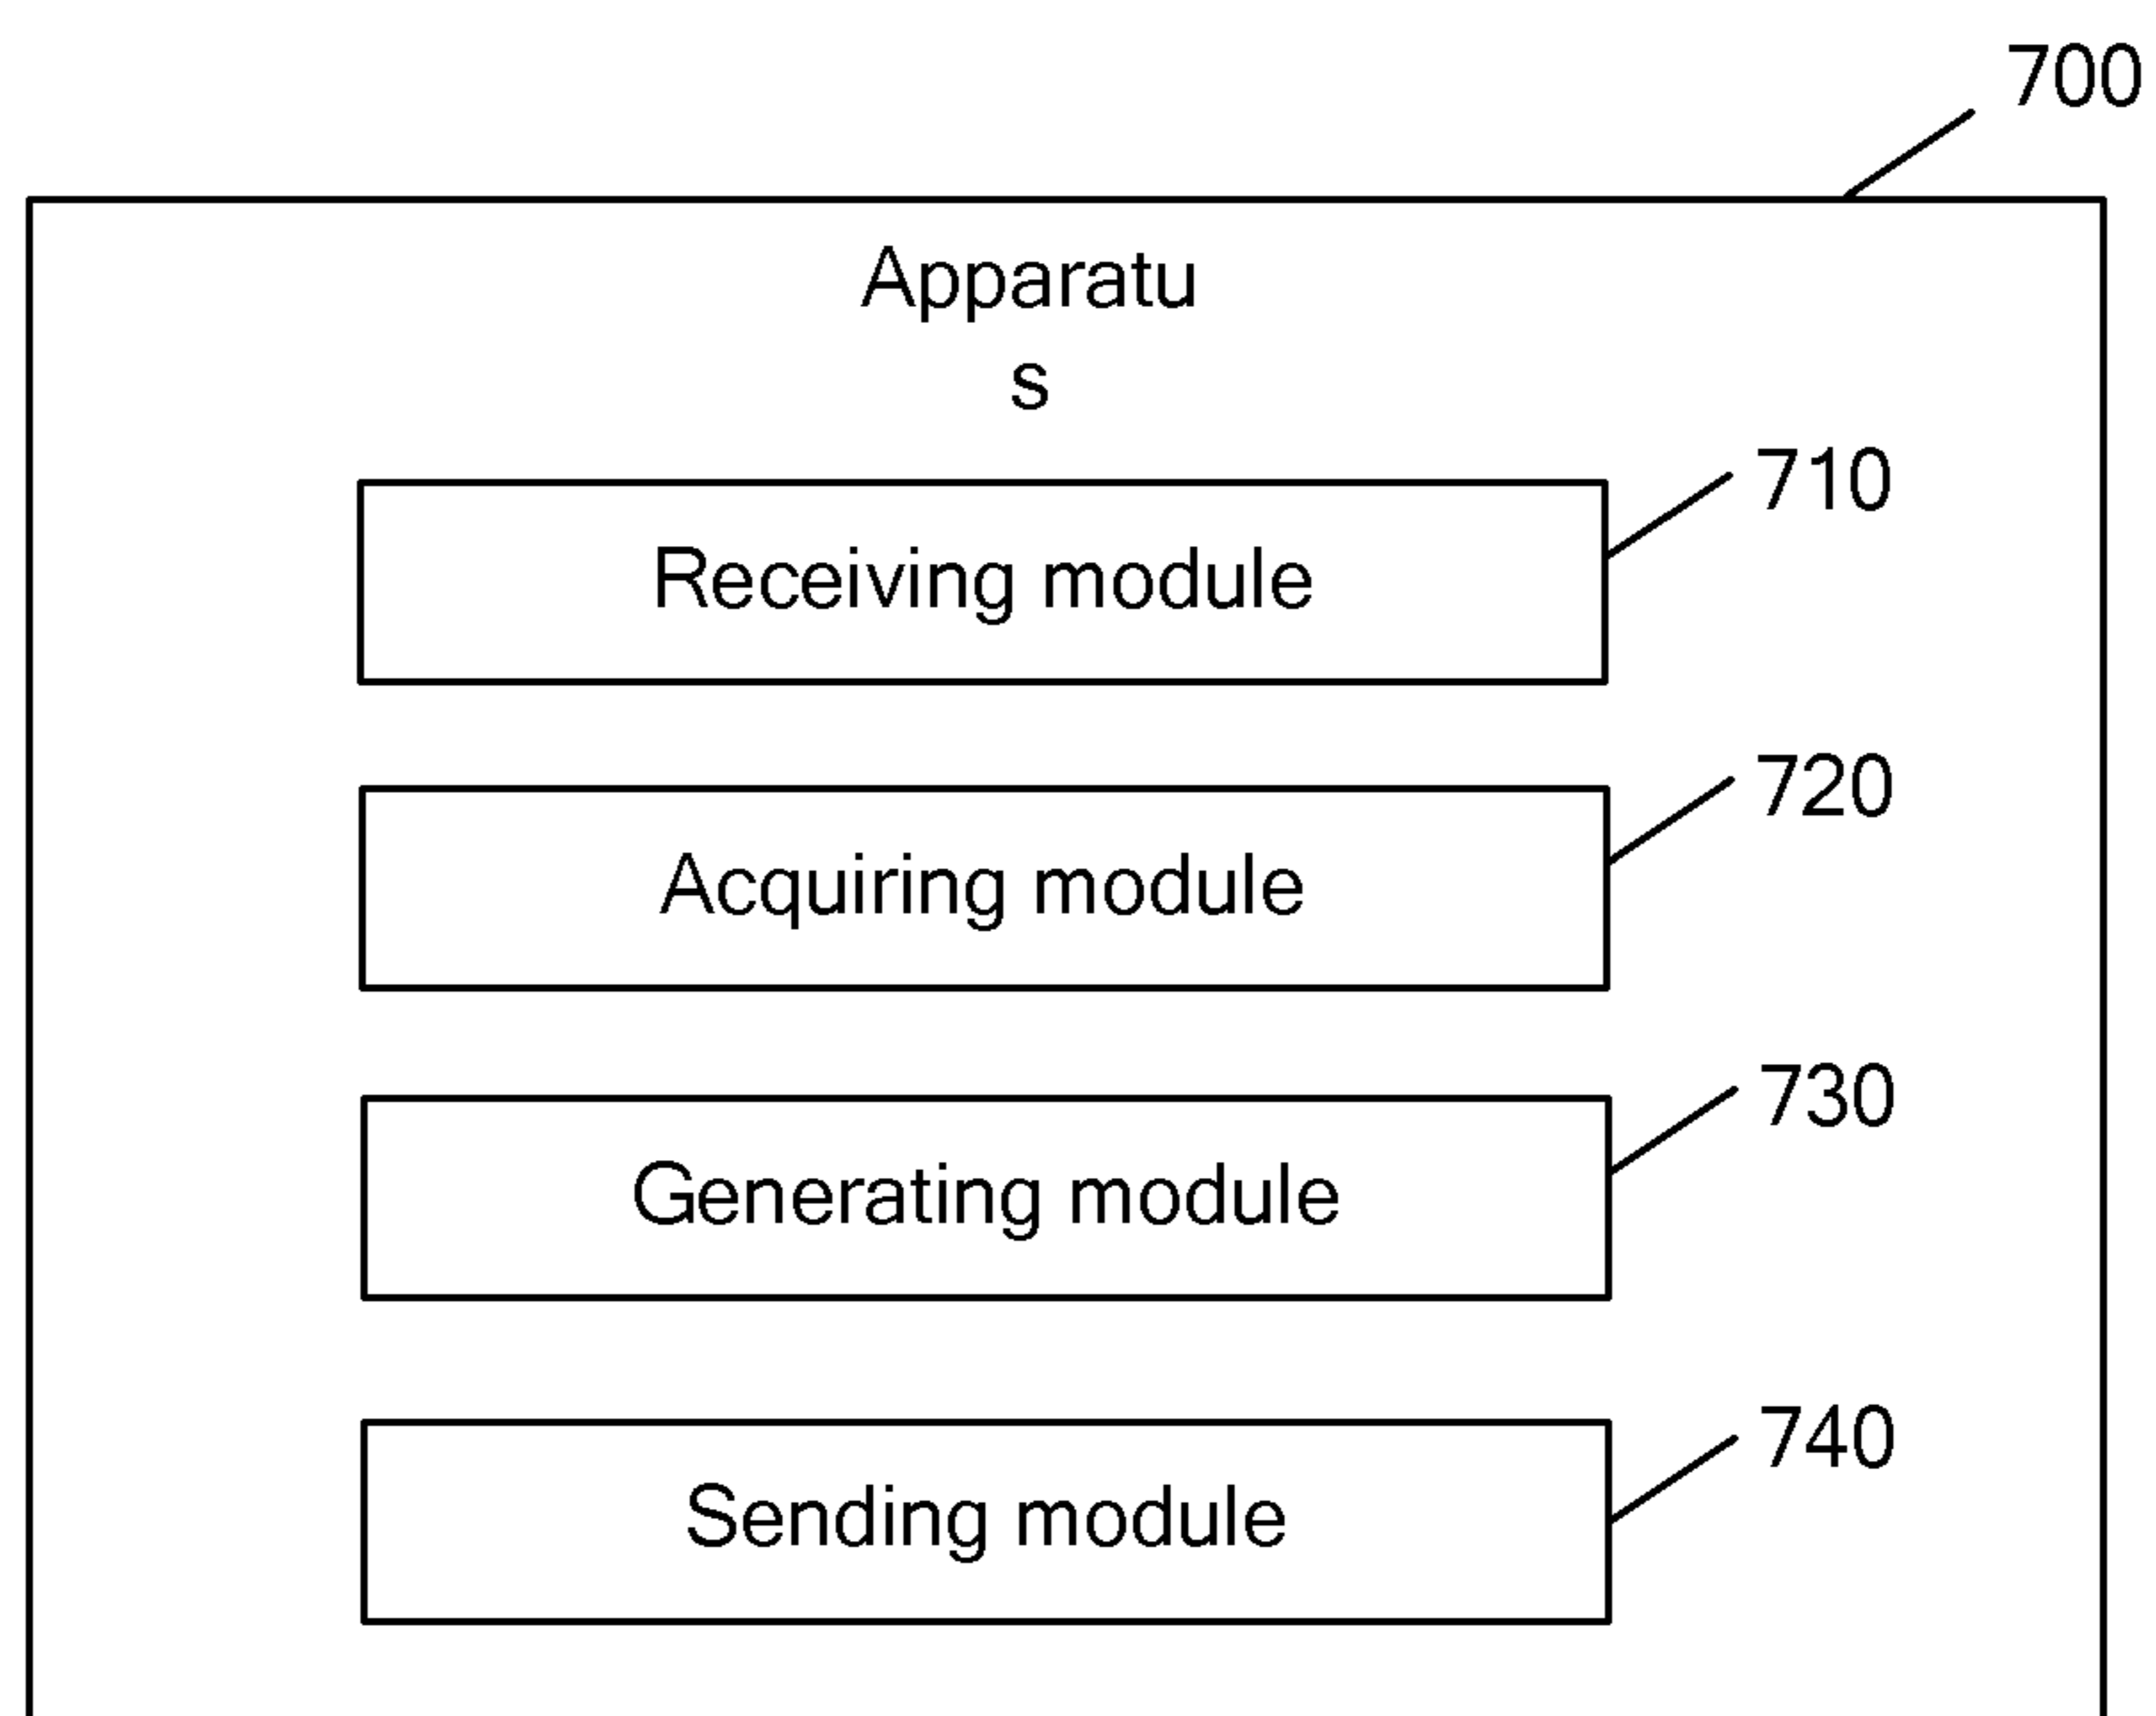 700
Apparatu
s
710
Receiving module
720
Acquiring module
730
Generating module
740
Sending module